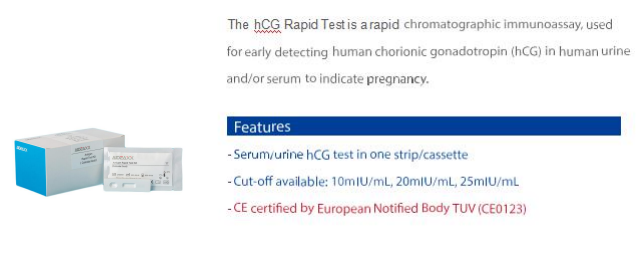 The hCG Rapid Test is a rapid chromatographic immunoassay, used
for early detecting human chorionic gonadotropin (hCG) in human urine
and/or serum to indicate pregnancy.
Features
- Serum/urine hCG test in one strip/cassette
- Cut-off available: 10mIU/mL, 20mIU/mL, 25mIU/mL
- CE certified by European Notified Body TUV (CE0123)